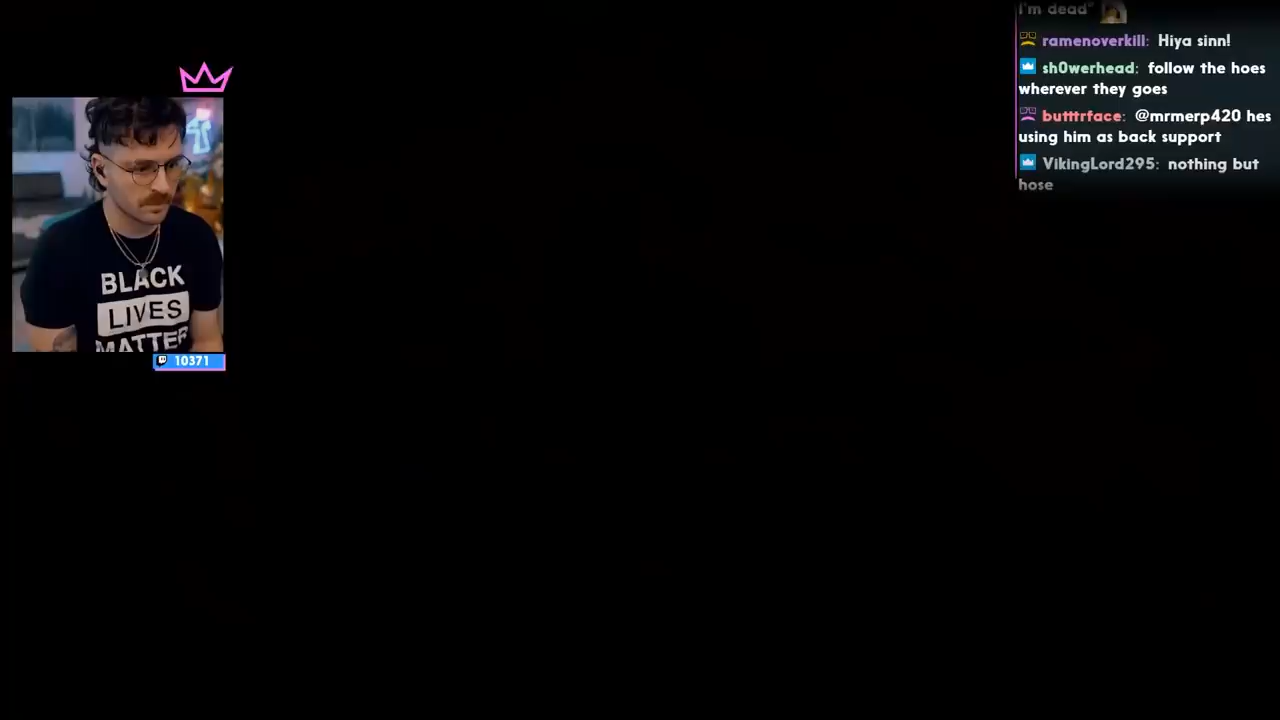 I'm dead"
ramenoverkill: Hiya sinn!
sh0werhead: follow the hoes
wherever they goes
butttrface: @mrmerp420 hes
using him as back support
VikingLord295: nothing but
hose
BLACK
LIVES
MATTER
10371